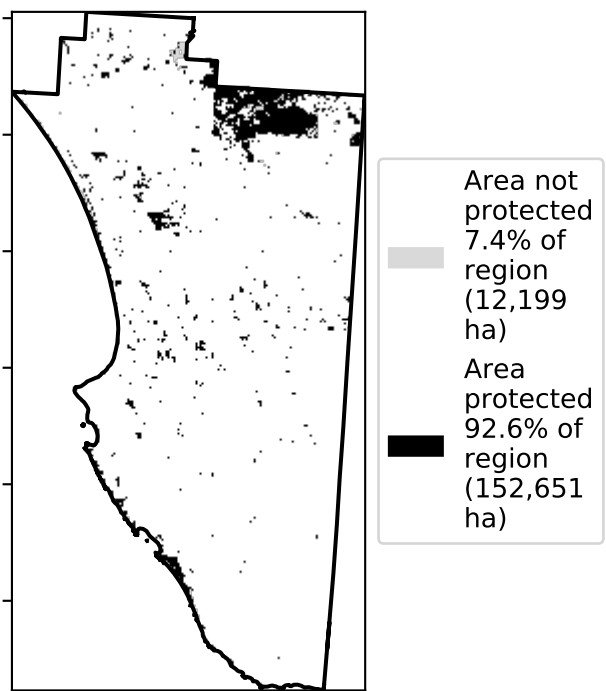 Area not
protected
7.4% of
region
(12,199
ha)
Area
protected
92.6% of
region
(152,651
ha)